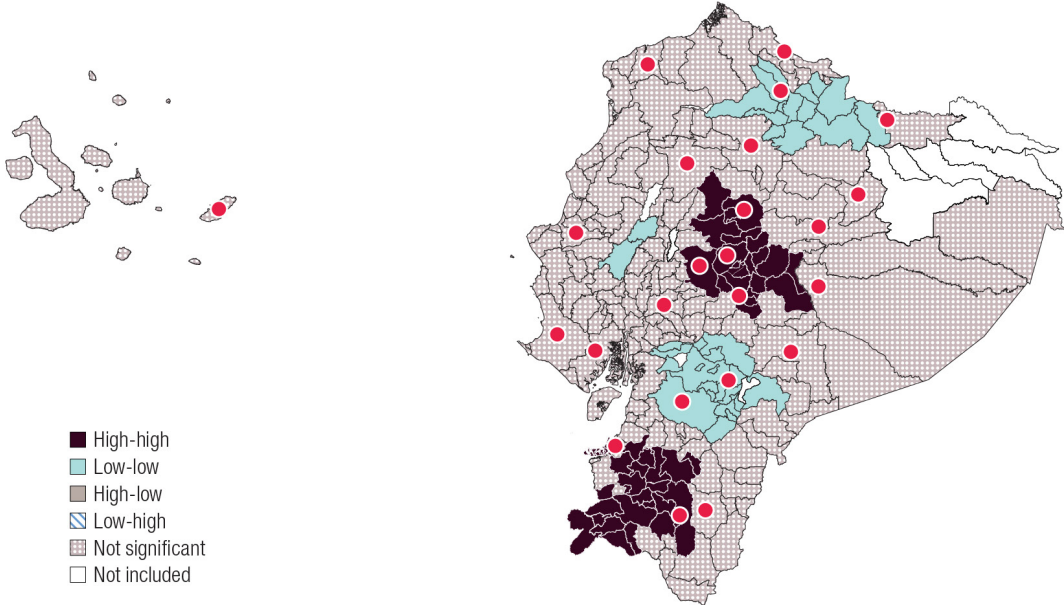 High-high
Low-low
High-low
Low-high
Not significant
Not included